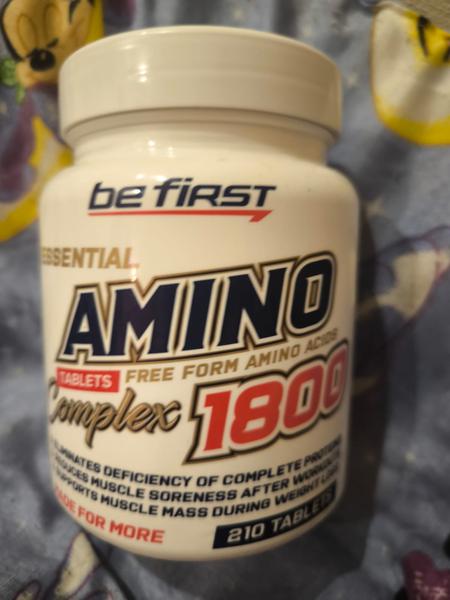 be first
ESSENTIAL
AMINO
TABLETS FREE FORM AMINO ACIDS
Complex 1800
ELIMINATES DEFICIENCY OF COMPLETE PROTEIN
REDUCES MUSCLE SORENESS AFTER WORKOUTS
SUPPORTS MUSCLE MASS DURING WEIGHT LOSS
MADE FOR MORE
210 TABLETS